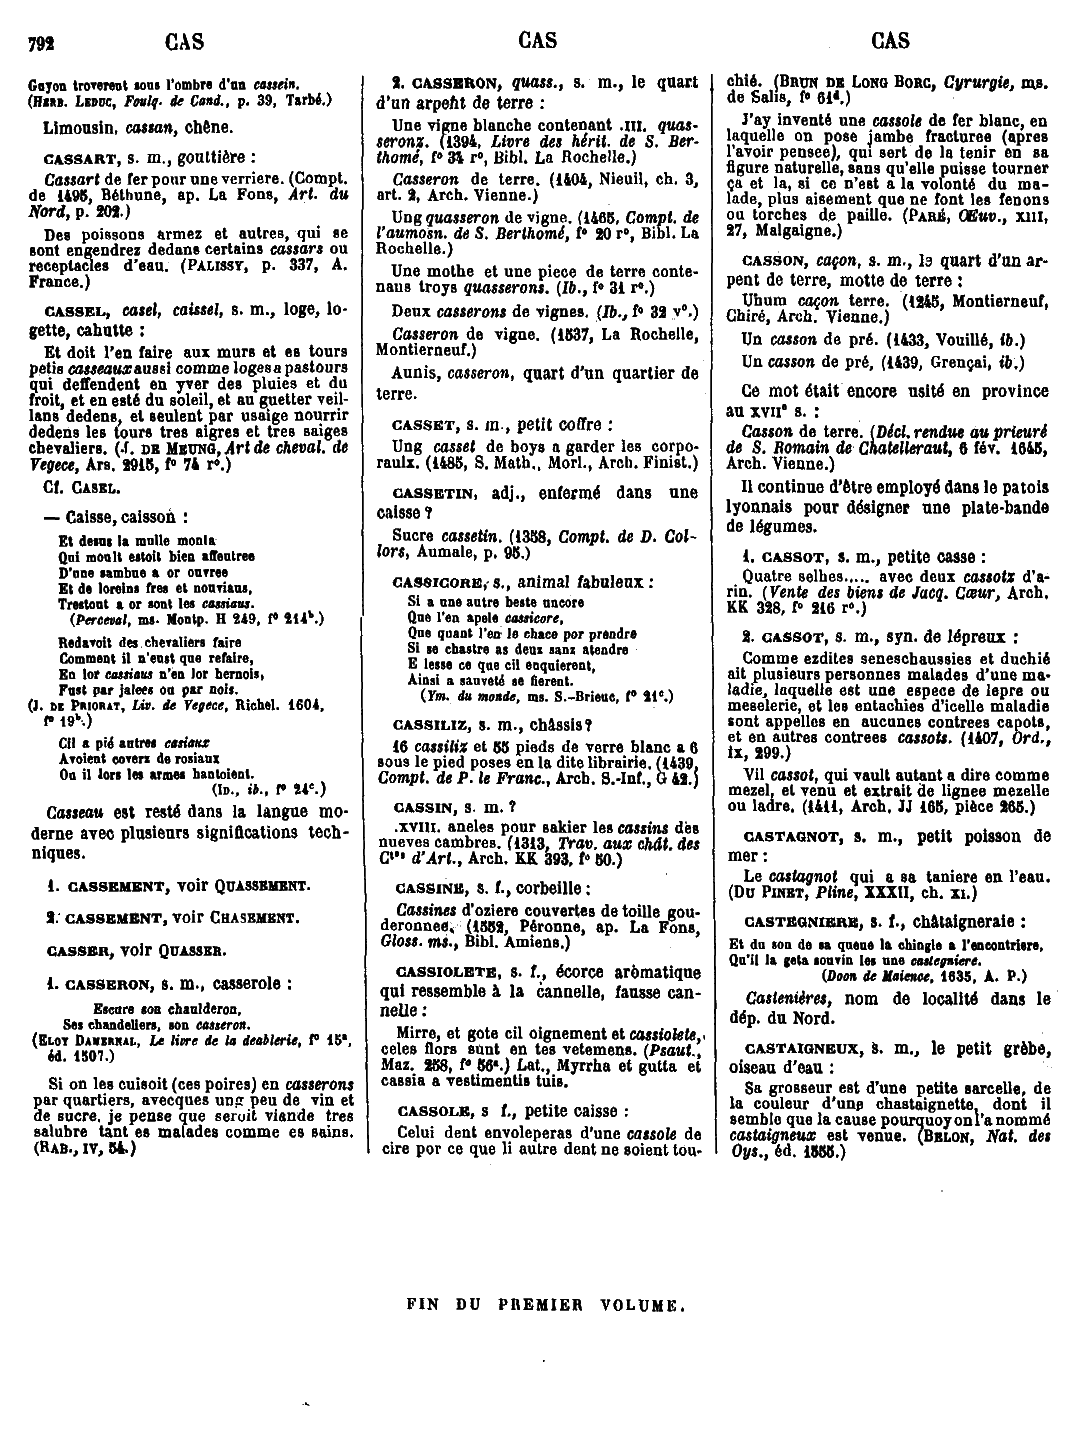 792 CAS CAS CAS
Guyon troverent sous l'ombre d'un cassein.
(HERB. LEDUC, Foulq. de Cand., p. 39, Tarbé.)
Limousin, cassan, chêne.
CASSART, s. m., gouttière :
Cassart de fer pour une verriere. (Compt.
de 1495, Béthune, ap. La Fons, Art. du
Nord, p. 202.)
Des poissons armez et autres, qui se
sont engendrez dedans certains cassars ou
receptacles d'eau. (PALISSY, p. 337, A.
France.)
CASSEL, casel, caissel, s. m., loge, lo-
gette, cahutte :
Et doit l'en faire aux murs et es tours
petis casseaux aussi comme loges a pastours
qui deffendent en yver des pluies et du
froit, et en esté du soleil, et au guetter veil-
lans dedens, et seulent par usaige nourrir
dedens les tours tres aigres et tres saiges
chevaliers. (J. DE MEUNG, Art de cheval. de
Vegece, Ars. 2915, f° 74 r°.)
Cf. CASEL.
— Caisse, caisson :
Et desus la mulle monta
Qui moult estoit bien affeutree
D'une sambue a or ouvree
Et de loreins fres et nouviaus,
Trestout a or sont les cassiaus.
(Perceval, ms. Montp. H 249, f° 214b.)
Redavoit des chevaliers faire
Comment il n'eust que refaire,
En lor cassiaus n'en lor hernois,
Fust par jalees ou par nois.
(J. DE PRIORAT, Liv. de Vegece, Richel. 1604,
f° 19b.)
Cil a pié autres casiaux
Avoient covers de rosiaux
Ou il lors les armes hantoient.
(ID., ib., f° 24c.)
Casseau est resté dans la langue mo-
derne avec plusieurs significations tech-
niques.
1. CASSEMENT, voir QUASSEMENT.
2. CASSEMENT, voir CHASEMENT.
CASSER, voir QUASSER.
1. CASSERON, s. m., casserole :
Escure son chaulderon,
Ses chandeliers, son casseron.
(ELOY DAMERNAL, Le livre de la deablerie, f° 15a,
éd. 1507.)
Si on les cuisoit (ces poires) en casserons
par quartiers, avecques ung peu de vin et
de sucre, je pense que seroit viande tres
salubre tant es malades comme es sains.
(RAB., IV, 54.)
2. CASSERON, quass., s. m., le quart
d'un arpent de terre :
Une vigne blanche contenant .III. quas-
seronz. (1394, Livre des hérit. de S. Ber-
thomé, f° 34 r°, Bibl. La Rochelle.)
Casseron de terre. (1404, Nieuil, ch. 3,
art. 2, Arch. Vienne.)
Ung quasseron de vigne. (1465, Compt. de
l'aumosn. de S. Berthomé, f° 20 r°, Bibl. La
Rochelle.)
Une mothe et une piece de terre conte-
nans troys quasserons. (Ib., f° 31 r°.)
Deux casserons de vignes. (Ib., f° 32 v°.)
Casseron de vigne. (1537, La Rochelle,
Montierneuf.)
Aunis, casseron, quart d'un quartier de
terre.
CASSET, s. m., petit coffre :
Ung casset de boys a garder les corpo-
raulx. (1485, S. Math., Morl., Arch. Finist.)
CASSETIN, adj., enfermé dans une
caisse ?
Sucre cassetin. (1358, Compt. de D. Col-
lors, Aumale, p. 95.)
CASSICORE, s., animal fabuleux :
Si a une autre beste uncore
Que l'en apele cassicore,
Que quant l'en le chace por prendre
Si se chastre as deux sanz atendre
E lesse ce que cil enquierent,
Ainsi a sauveté se fierent.
(Ym. du monde, ms. S.-Brieuc, f° 21c.)
CASSILIZ, s. m., châssis ?
16 cassiliz et 55 pieds de verre blanc a 6
sous le pied poses en la dite librairie. (1439,
Compt. de P. le Franc., Arch. S.-Inf., G 42.)
CASSIN, s. m. ?
.XVIII. aneles pour sakier les cassins des
nueves cambres. (1313, Trav. aux chât. des
Ctes d'Art., Arch. KK 393, f° 50.)
CASSINE, s. f., corbeille :
Cassines d'oziere couvertes de toille gou-
deronnee. (1552, Péronne, ap. La Fons,
Gloss. ms., Bibl. Amiens.)
CASSIOLETE, s. f., écorce aromatique
qui ressemble à la cannelle, fausse can-
nelle :
Mirre, et gote cil oignement et cassiolete,
celes flors sunt en tes vetemens. (Psaut.,
Maz. 258, f° 56a.) Lat., Myrrha et gutta et
cassia a vestimentis tuis.
CASSOLE, s f., petite caisse :
Celui dent envoleperas d'une cassole de
cire por ce que li autre dent ne soient tou-
chié. (BRUN DE LONG BORC, Cyrurgie, ms.
de Salis, f° 61d.)
J'ay inventé une cassole de fer blanc, en
laquelle on pose jambe fracturee (apres
l'avoir pensee), qui sert de la tenir en sa
figure naturelle, sans qu'elle puisse tourner
ça et la, si ce n'est a la volonté du ma-
lade, plus aisement que ne font les fenons
ou torches de paille. (PARÉ, Œuv., XIII,
27, Malgaigne.)
CASSON, caçon, s. m., le quart d'un ar-
pent de terre, motte de terre :
Uhum caçon terre. (1245, Montierneuf,
Chiré, Arch. Vienne.)
Un casson de pré. (1433, Vouillé, ib.)
Un casson de pré, (1439, Grençai, ib.)
Ce mot était encore usité en province
au XVIIe s. :
Casson de terre. (Décl. rendue au prieuré
de S. Romain de Chatelleraut, 6 fév. 1645,
Arch. Vienne.)
Il continue d'être employé dans le patois
lyonnais pour désigner une plate-bande
de légumes.
1. CASSOT, s. m., petite casse :
Quatre selhes..... avec deux cassotz d'a-
rin. (Vente des biens de Jacq. Cœur, Arch.
KK 328, f° 216 r°.)
2. CASSOT, s. m., syn. de lépreux :
Comme ezdites seneschaussies et duchié
ait plusieurs personnes malades d'une ma-
ladie, laquelle est une espece de lepre ou
meselerie, et les entachies d'icelle maladie
sont appelles en aucunes contrees capots,
et en autres contrees cassots. (1407, Ord.,
IX, 299.)
Vil cassot, qui vault autant a dire comme
mezel, et venu et extrait de lignee mezelle
ou ladre. (1411, Arch. JJ 165, pièce 265.)
CASTAGNOT, s. m., petit poisson de
mer :
Le castagnot qui a sa taniere en l'eau.
(DU PINET, Pline, XXXII, ch. XI.)
CASTEGNIERE, s. f., châtaigneraie :
Et du son de sa queue la chingle a l'encontriere,
Qu'il la geta souvin les une castegniere.
(Doon de Maience, 1635, A. P.)
Castenières, nom de localité dans le
dép. du Nord.
CASTAIGNEUX, s. m., le petit grèbe,
oiseau d'eau :
Sa grosseur est d'une petite sarcelle, de
la couleur d'une chastaignette, dont il
semble que la cause pourquoy on l'a nommé
castaigneux est venue. (BELON, Nat. des
Oys., éd. 1555.)
FIN DU PREMIER VOLUME.